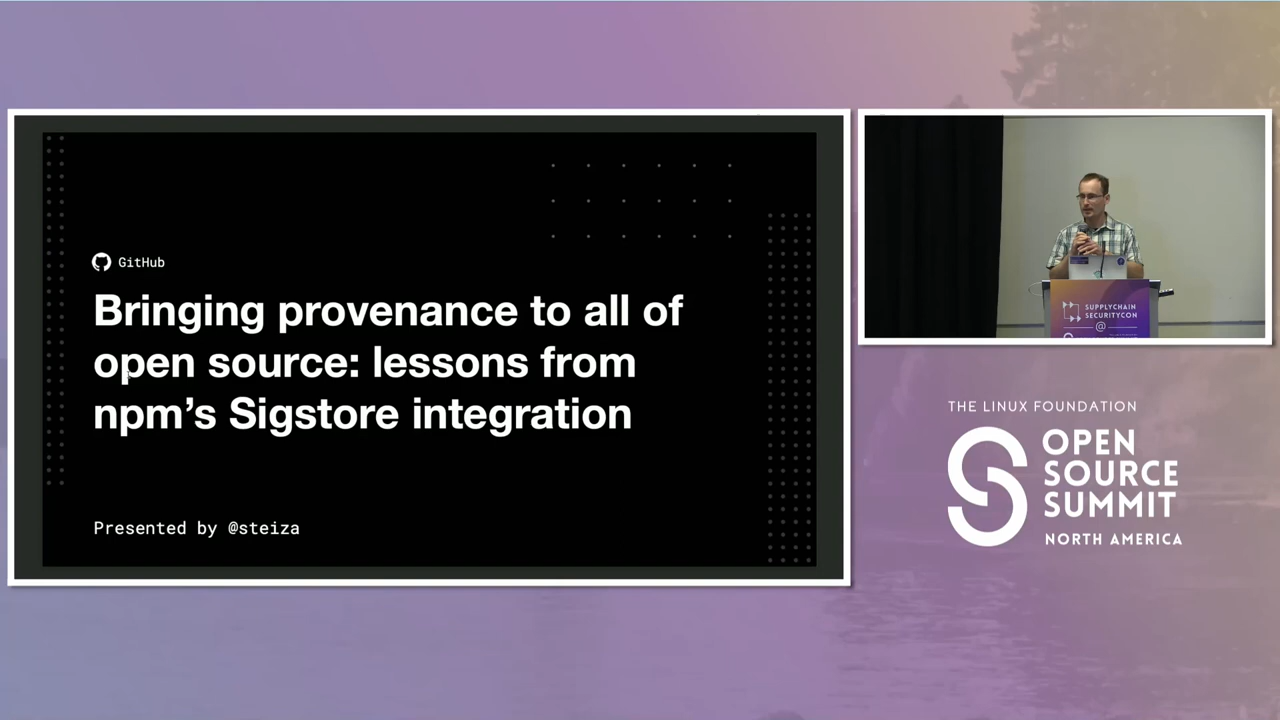 GitHub
Bringing provenance to all of
open source: lessons from
npm’s Sigstore integration
Presented by @steiza
SUPPLYCHAIN
SECURITYCON
@
THE LINUX FOUNDATION
OPEN
SOURCE
SUMMIT
NORTH AMERICA